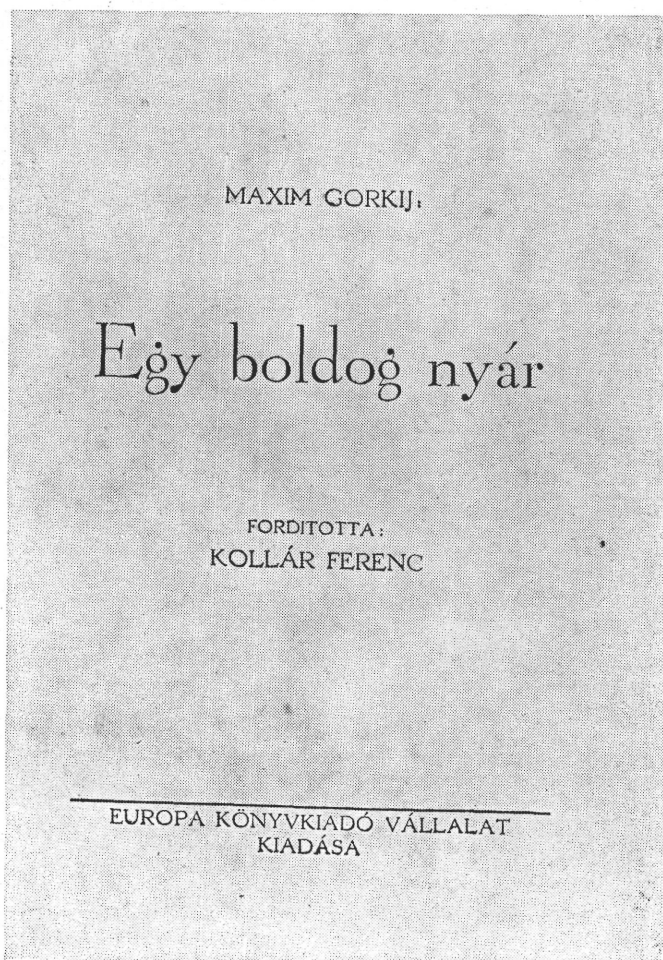 MAXIM GORKIJ:
Egy boldog nyár
FORDITOTTA:
KOLLÁR FERENC
EUROPA KÖNYVKIADÓ VÁLLALAT
KIADÁSA